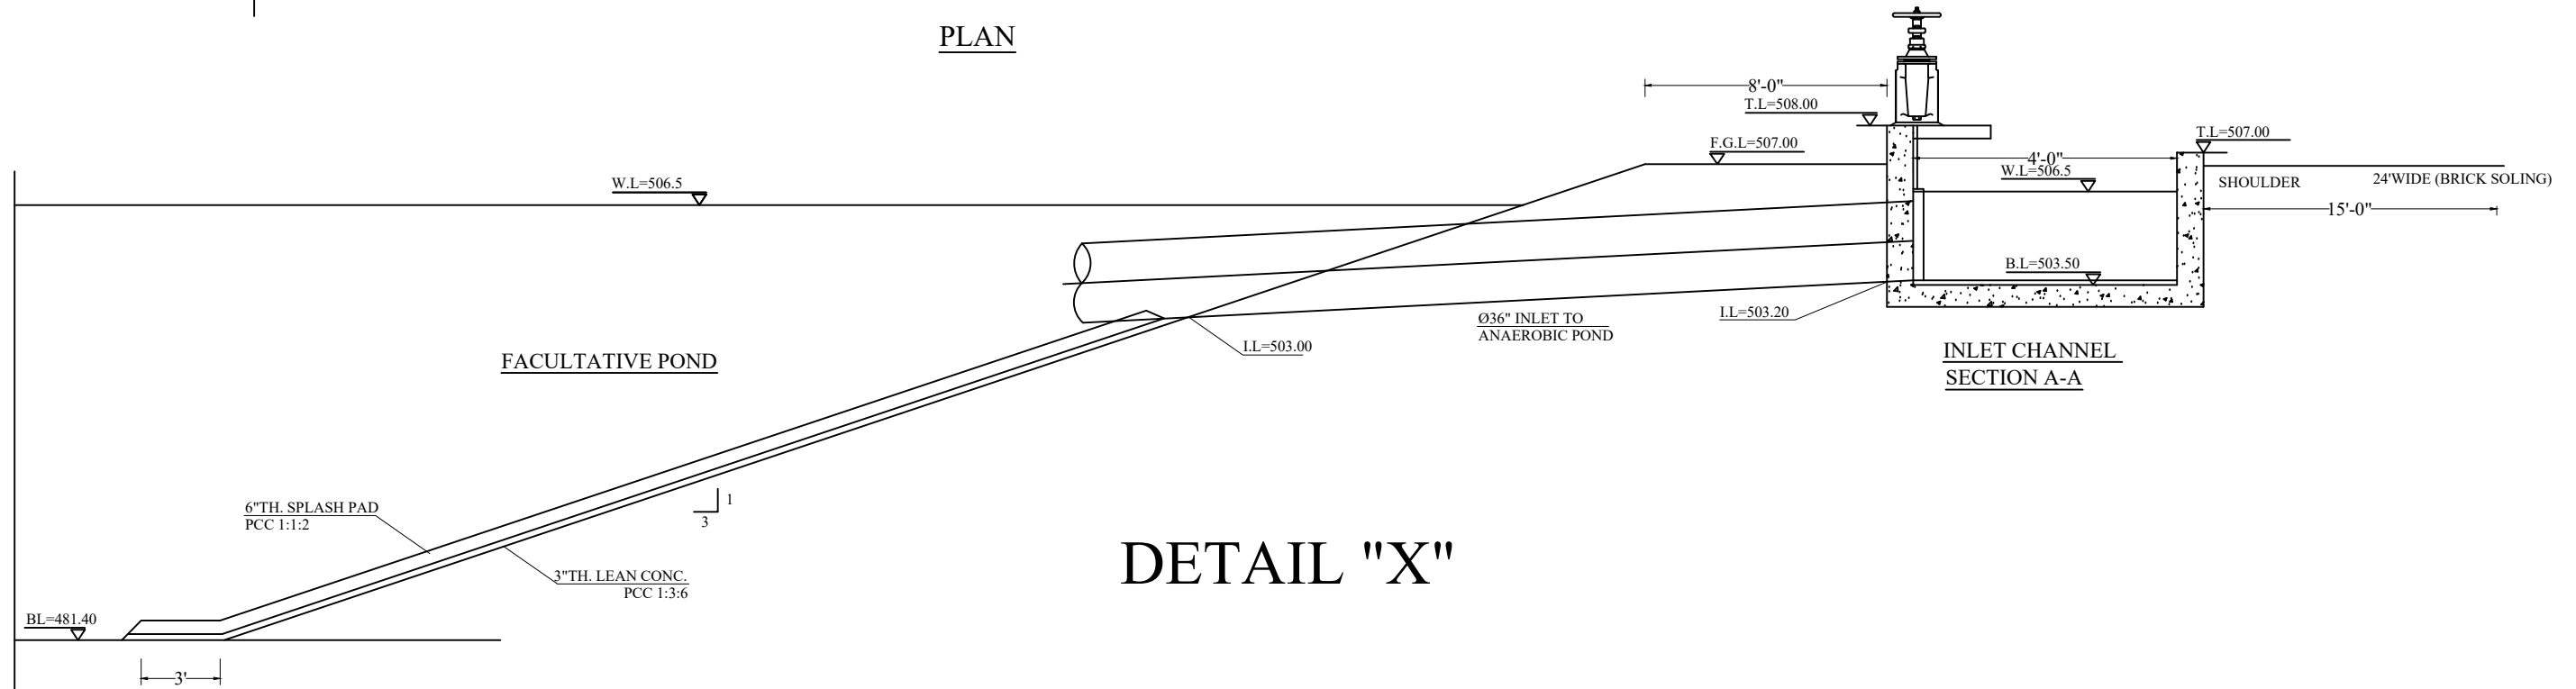 PLAN
8'-0"
T.L=508.00
T.L=507.00
F.G.L=507.00
4'-0"
W.L=506.5
W.L=506.5
SHOULDER
24'WIDE (BRICK SOLING)
15'-0"
B.L=503.50
I.L=503.20
Ø36" INLET TO
ANAEROBIC POND
I.L=503.00
INLET CHANNEL
SECTION A-A
FACULTATIVE POND
1
3
6"TH. SPLASH PAD
PCC 1:1:2
3"TH. LEAN CONC.
PCC 1:3:6
DETAIL "X"
BL=481.40
3'